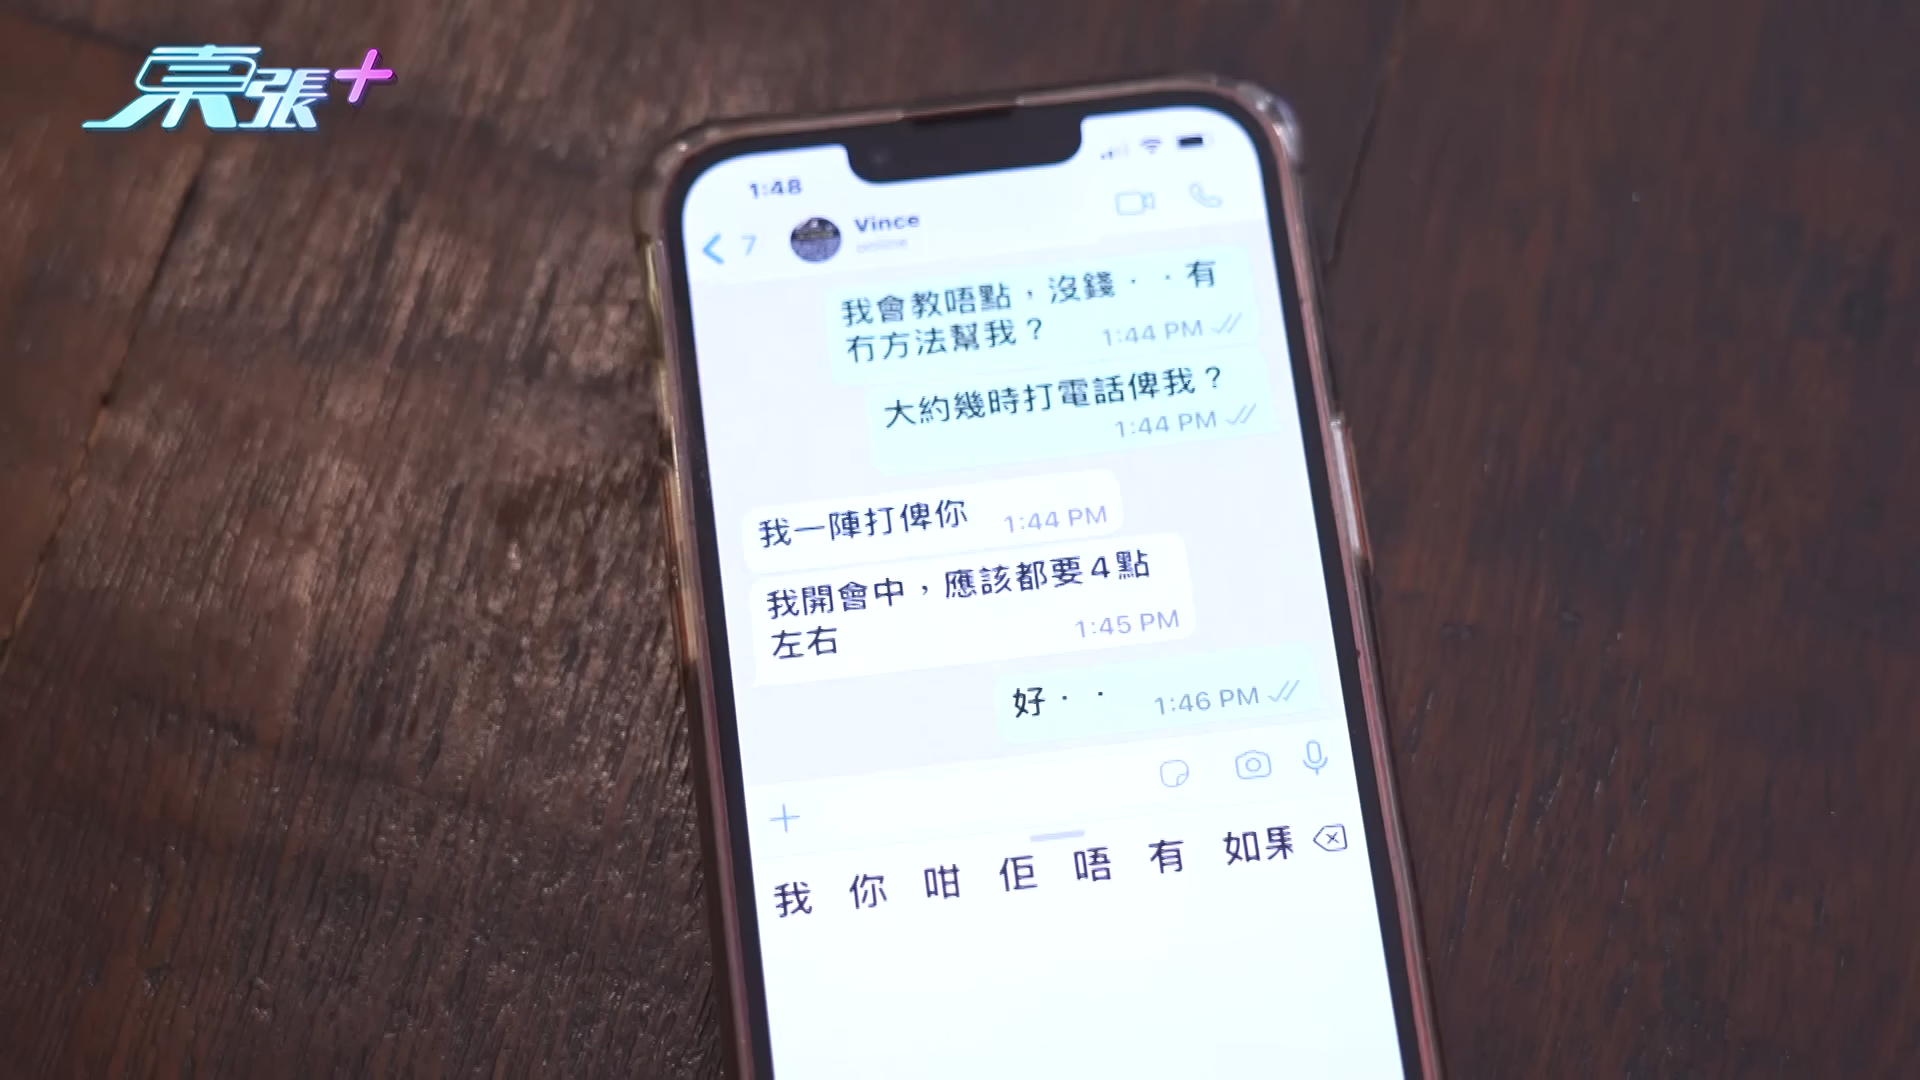 東張+
1:48
7
Vince
online
我會教唔點，沒錢··有
冇方法幫我？
1:44 PM
大約幾時打電話俾我？
1:44 PM
我一陣打俾你 1:44 PM
我開會中，應該都要4點
左右
1:45 PM
好·· 1:46 PM
我 你 咁 佢 唔 有 如果